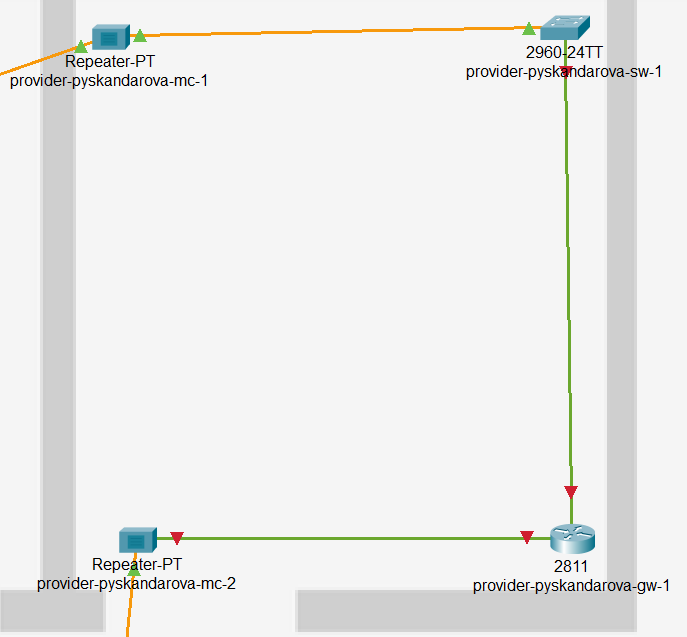 2960-24TT
provider-pyskandarova-sw-1
Repeater-PT
provider-pyskandarova-mc-1
Repeater-PT
provider-pyskandarova-mc-2
2811
provider-pyskandarova-gw-1